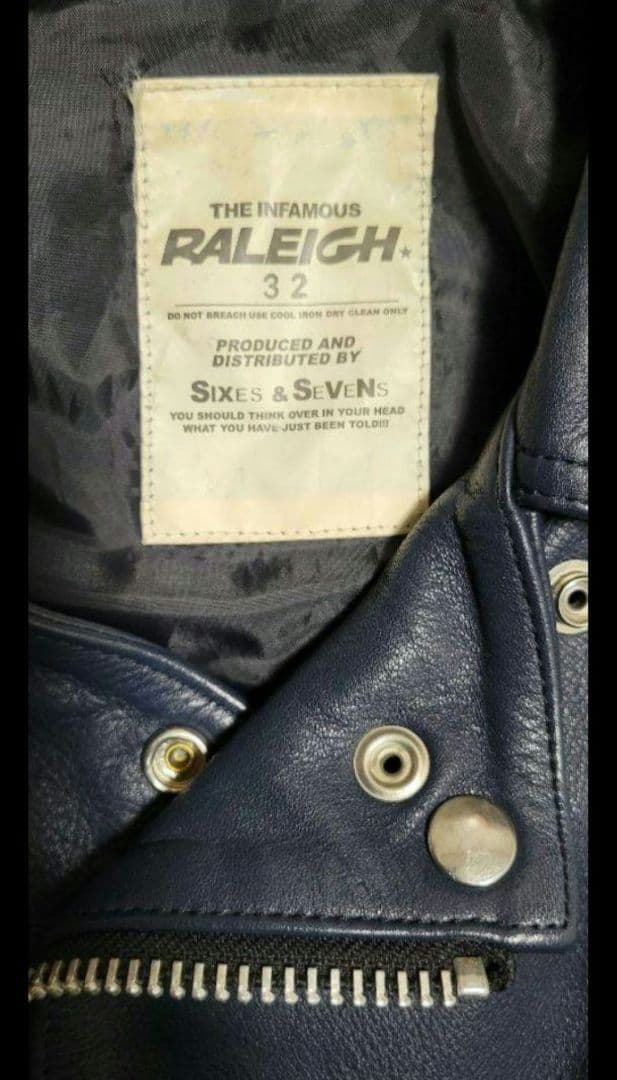 THE INFAMOUS
RALEIGH★
32
DO NOT BREACH USE COOL IRON DRY CLEAN ONLY
PRODUCED AND
DISTRIBUTED BY
SIXES & SEVENS
YOU SHOULD THINK OVER IN YOUR HEAD
WHAT YOU HAVE JUST BEEN TOLD!!!